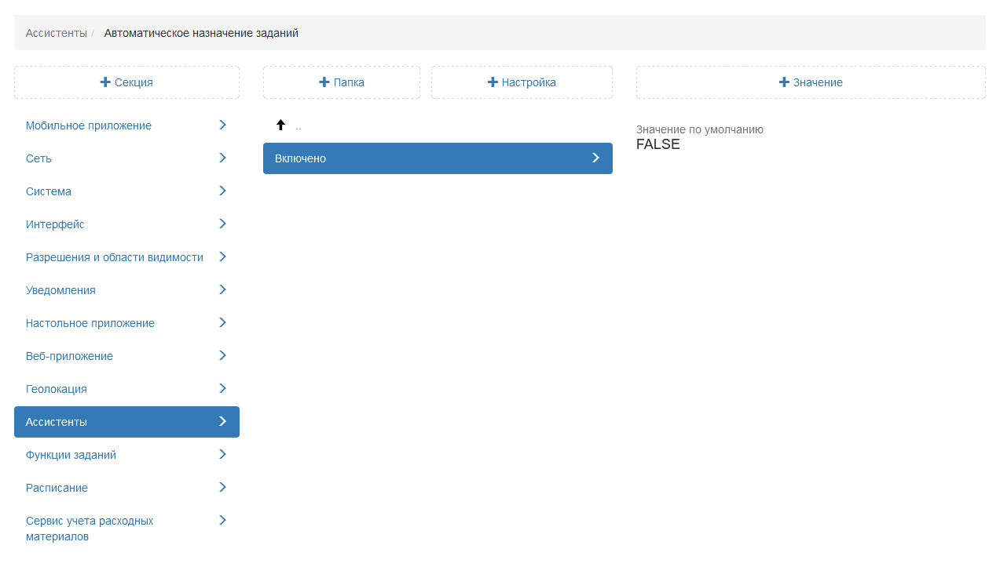 Ассистенты / Автоматическое назначение заданий
Секция
Папка
Настройка
Значение
Мобильное приложение
Сеть
Система
Интерфейс
Разрешения и области видимости
Уведомления
Настольное приложение
Веб-приложение
Геолокация
Ассистенты
Функции заданий
Расписание
Сервис учета расходных
материалов
..
Включено
Значение по умолчанию
FALSE